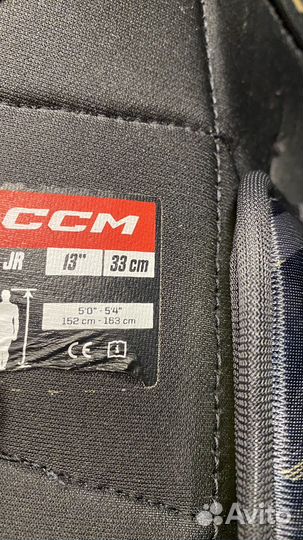 CCM
JR 13" 33 cm
5'0" - 5'4"
152 cm - 163 cm
CE
Avito